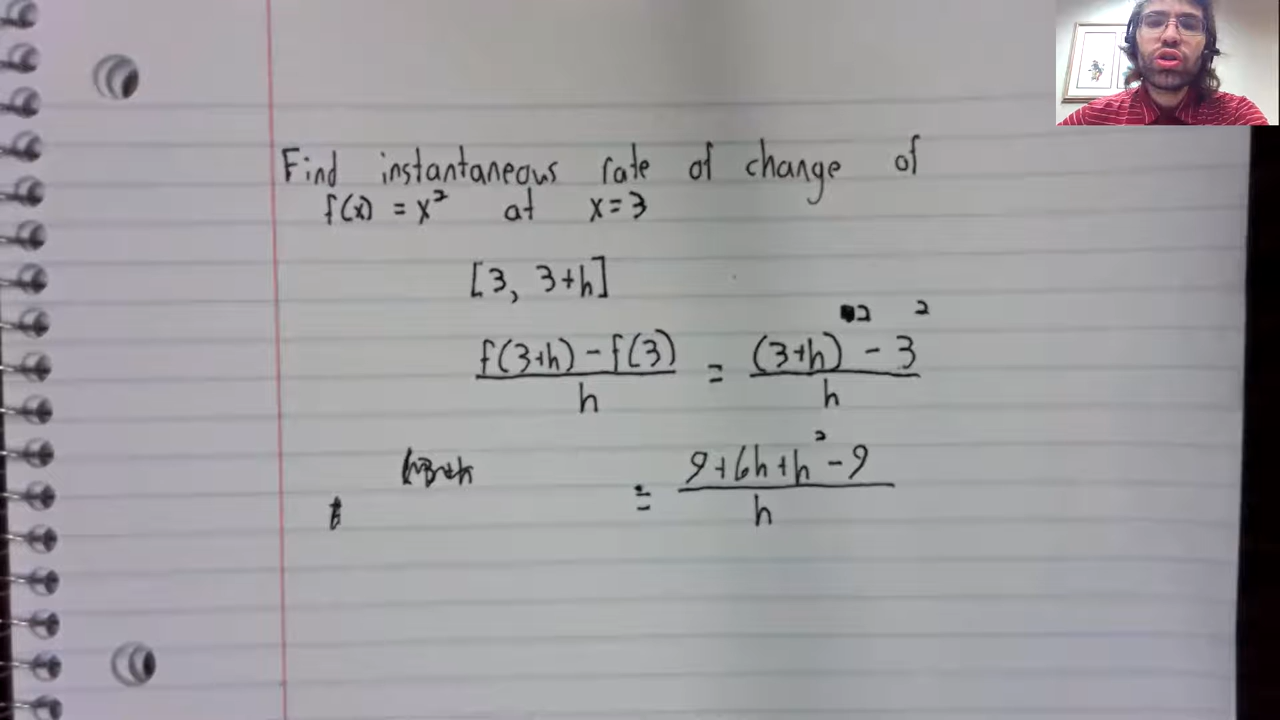 Find instantaneous rate of change of
f(x) = x² at x=3
[3, 3+h]
f(3+h) - f(3) / h = (3+h)² - 3² / h
= 9+6h+h² - 9 / h